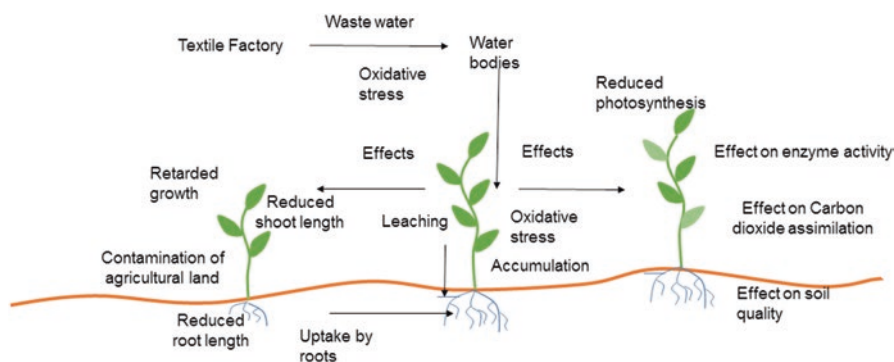 Waste water
Textile Factory
Water
bodies
Oxidative
stress
Reduced
photosynthesis
Effects
Effects
Effect on enzyme activity
Retarded
growth
Reduced
shoot length
Leaching
Oxidative
stress
Effect on Carbon
dioxide assimilation
Contamination of
agricultural land
Accumulation
Effect on soil
quality
Reduced
root length
Uptake by
roots